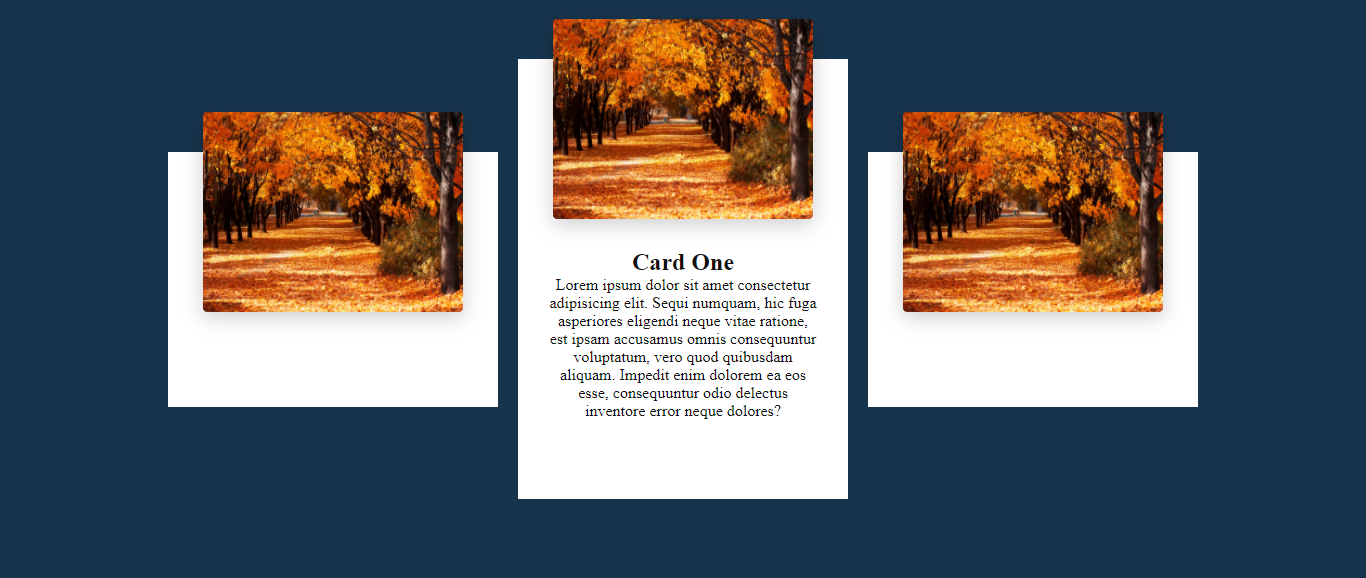 Card One
Lorem ipsum dolor sit amet consectetur
adipisicing elit. Sequi numquam, hic fuga
asperiores eligendi neque vitae ratione,
est ipsam accusamus omnis consequuntur
voluptatum, vero quod quibusdam
aliquam. Impedit enim dolorem ea eos
esse, consequuntur odio delectus
inventore error neque dolores?